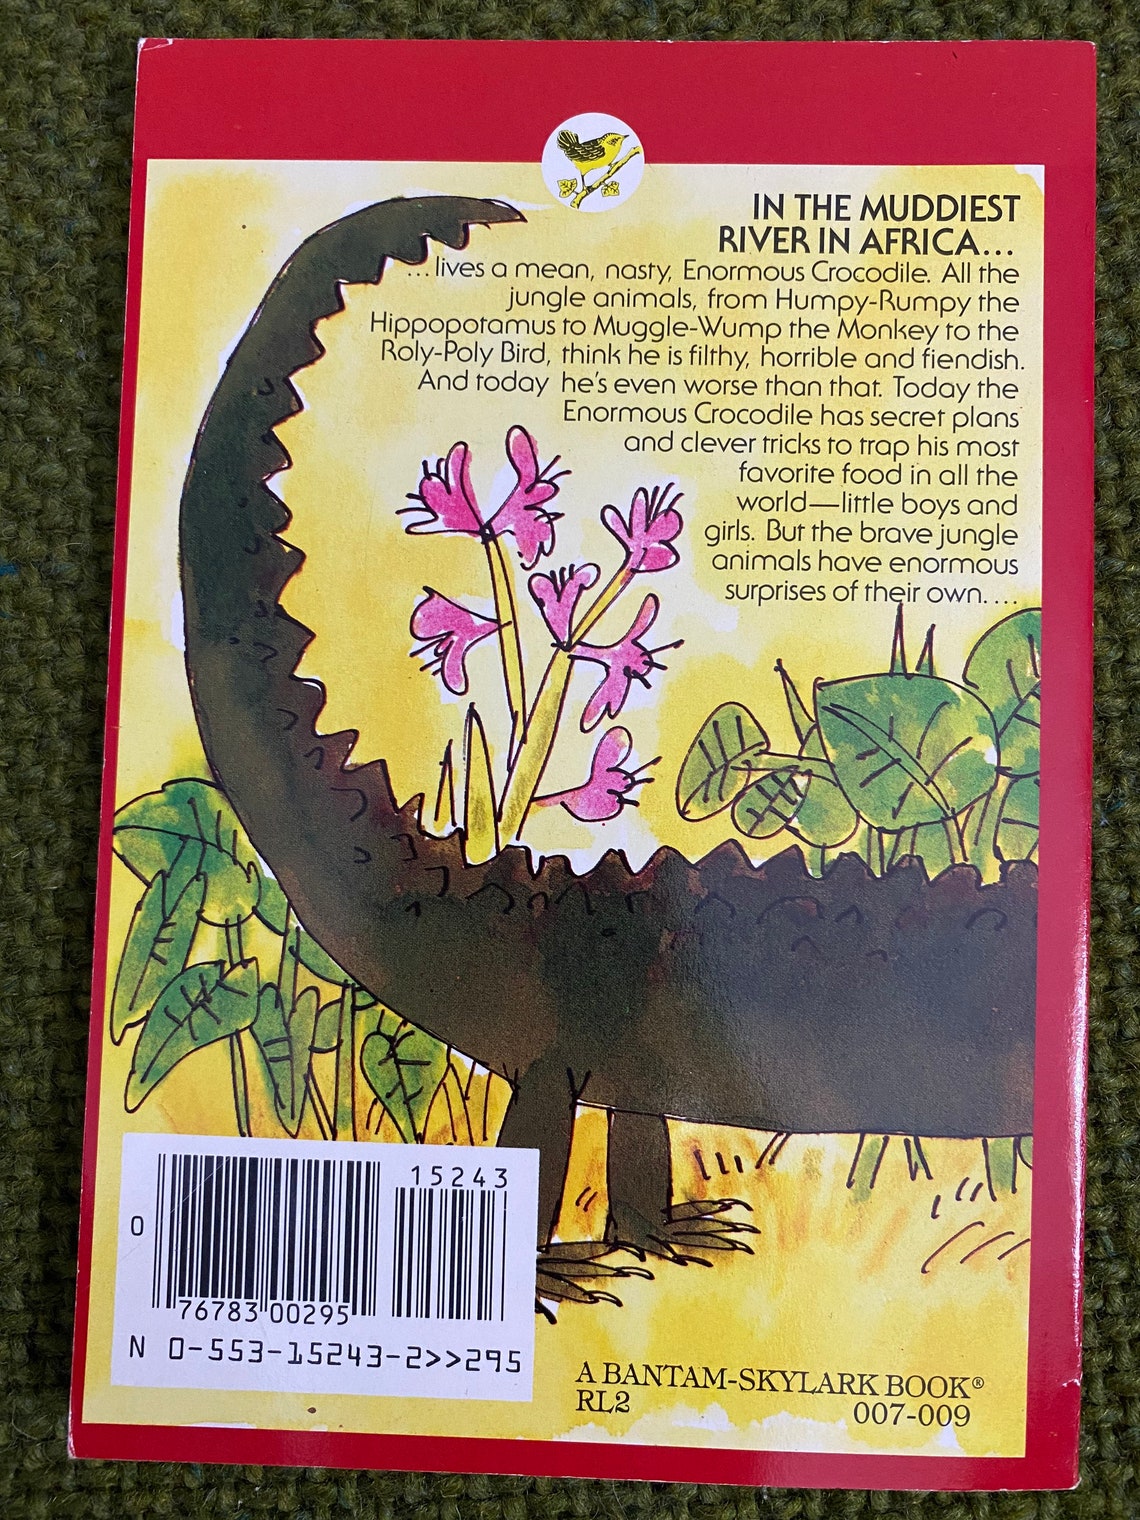 IN THE MUDDIEST
RIVER IN AFRICA...
...lives a mean, nasty, Enormous Crocodile. All the
jungle animals, from Humpy-Rumpy the
Hippopotamus to Muggle-Wump the Monkey to the
Roly-Poly Bird, think he is filthy, horrible and fiendish.
And today he's even worse than that. Today the
Enormous Crocodile has secret plans
and clever tricks to trap his most
favorite food in all the
world—little boys and
girls. But the brave jungle
animals have enormous
surprises of their own....
15243
0
76783 00295
N 0-553-15243-2>>295
A BANTAM-SKYLARK BOOK®
RL2
007-009